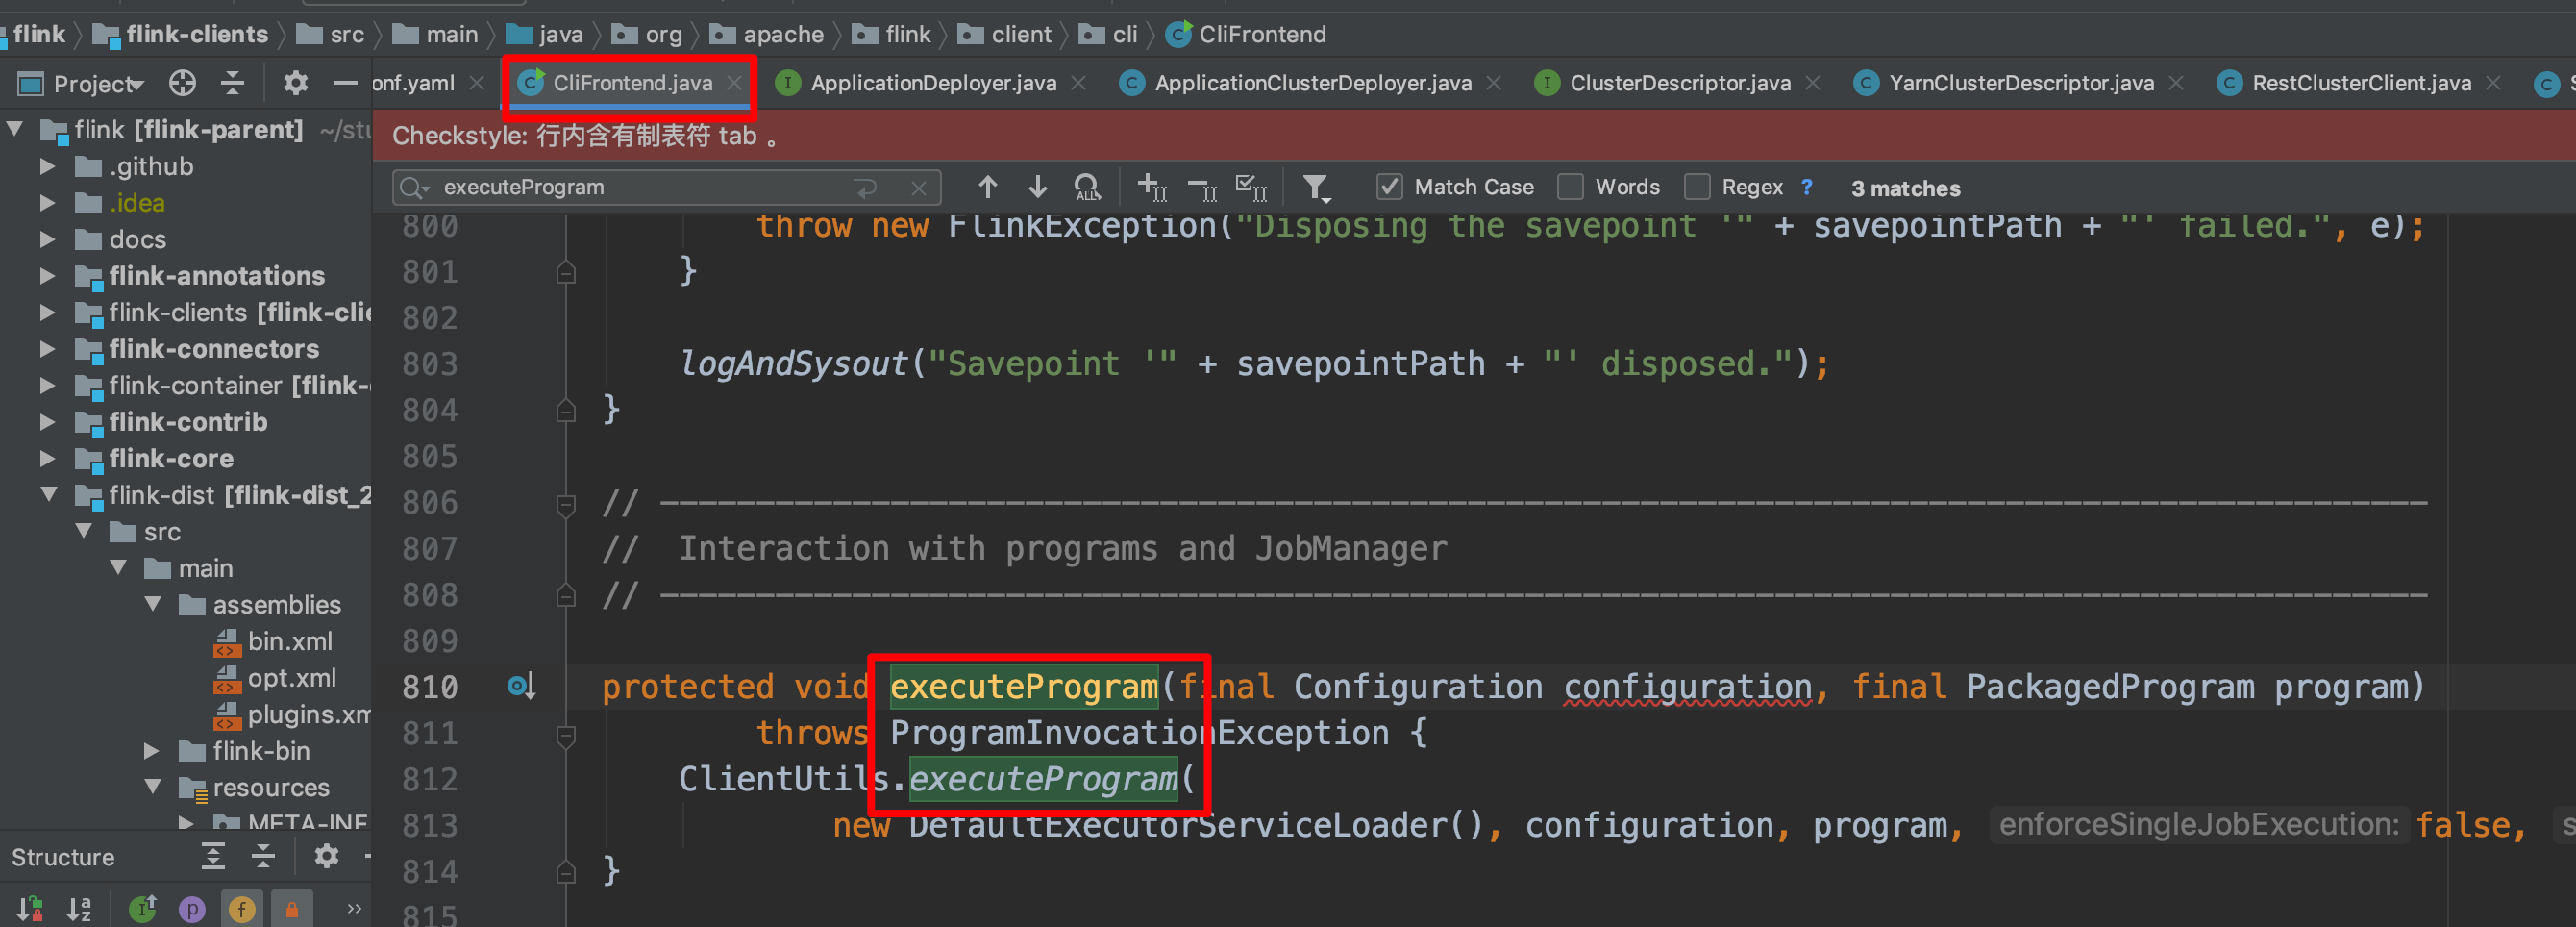 flink flink-clients src main java org apache flink client cli CliFrontend
Project
onf.yaml CliFrontend.java ApplicationDeployer.java ApplicationClusterDeployer.java ClusterDescriptor.java YarnClusterDescriptor.java RestClusterClient.java
flink [flink-parent] ~/stu
.github
.idea
docs
flink-annotations
flink-clients [flink-clie
flink-connectors
flink-container [flink-
flink-contrib
flink-core
flink-dist [flink-dist_2
src
main
assemblies
bin.xml
opt.xml
plugins.xm
flink-bin
resources
META-INF
Structure
Checkstyle: 行内含有制表符 tab 。
executeProgram ALL Match Case Words Regex ? 3 matches
800 throw new FlinkException("Disposing the savepoint '" + savepointPath + "' failed.", e);
801 }
802
803 logAndSysout("Savepoint '" + savepointPath + "' disposed.");
804 }
805
806 // --------------------------------------------------------------------------------------------
807 // Interaction with programs and JobManager
808 // --------------------------------------------------------------------------------------------
809
810 protected void executeProgram(final Configuration configuration, final PackagedProgram program)
811 throws ProgramInvocationException {
812 ClientUtils.executeProgram(
813 new DefaultExecutorServiceLoader(), configuration, program, enforceSingleJobExecution: false, s
814 }
815